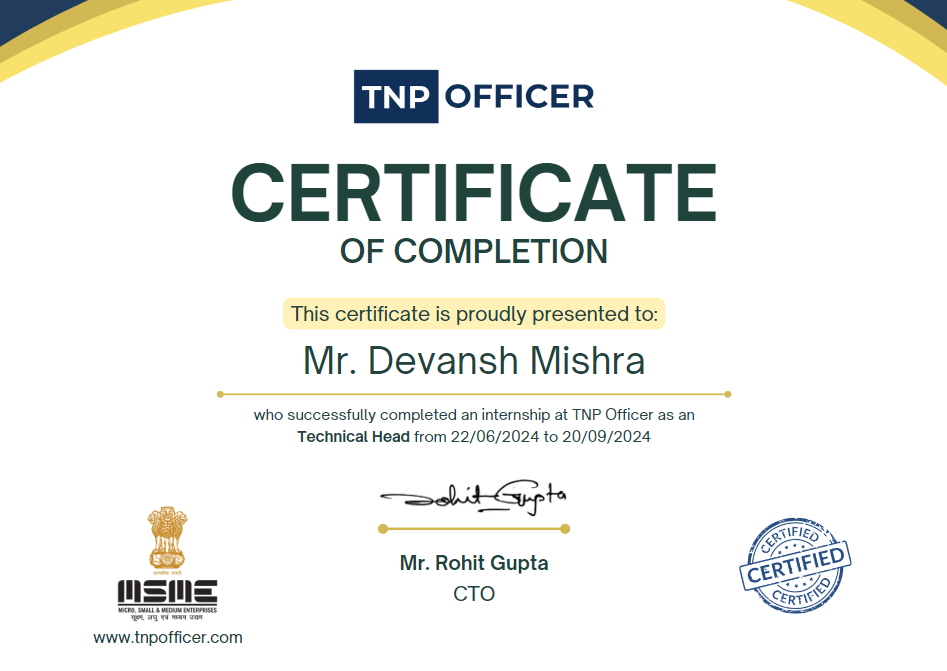 TNP OFFICER
CERTIFICATE
OF COMPLETION
This certificate is proudly presented to:
Mr. Devansh Mishra
who successfully completed an internship at TNP Officer as an
Technical Head from 22/06/2024 to 20/09/2024
Rohit Gupta
Mr. Rohit Gupta
CTO
सत्यमेव जयते
MSME
MICRO, SMALL & MEDIUM ENTERPRISES
सूक्ष्म, लघु एवं मध्यम उद्यम
www.tnpofficer.com
CERTIFIED
CERTIFIED
CERTIFIED